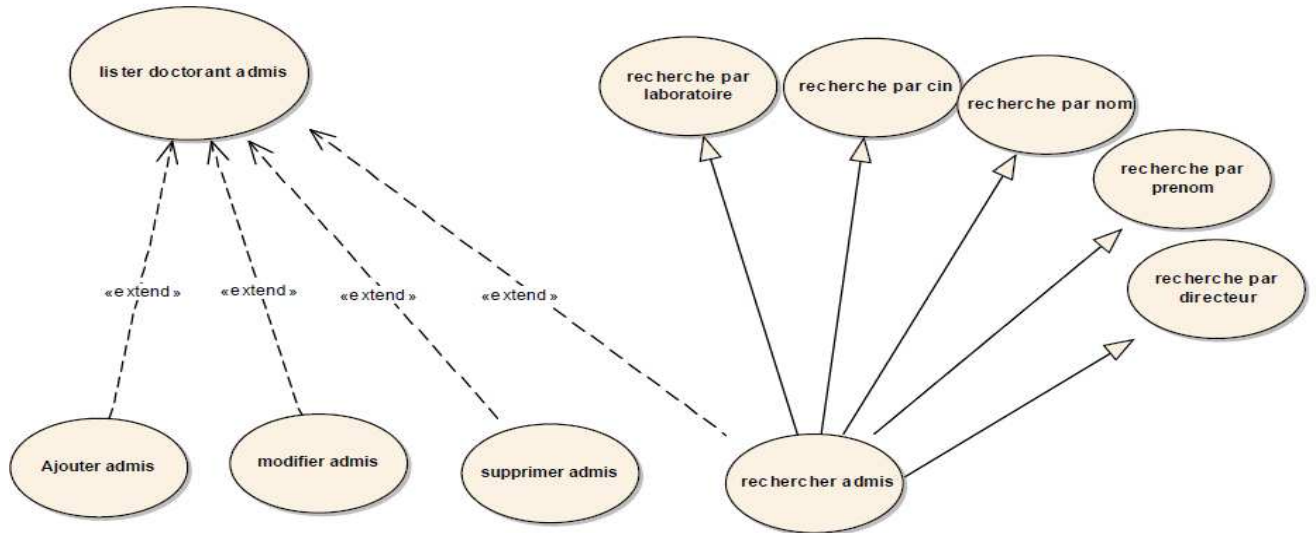 lister doctorant admis
recherche par
laboratoire
recherche par cin
recherche par nom
recherche par
prenom
recherche par
directeur
«extend»
«extend»
«extend»
«extend»
Ajouter admis
modifier admis
supprimer admis
rechercher admis